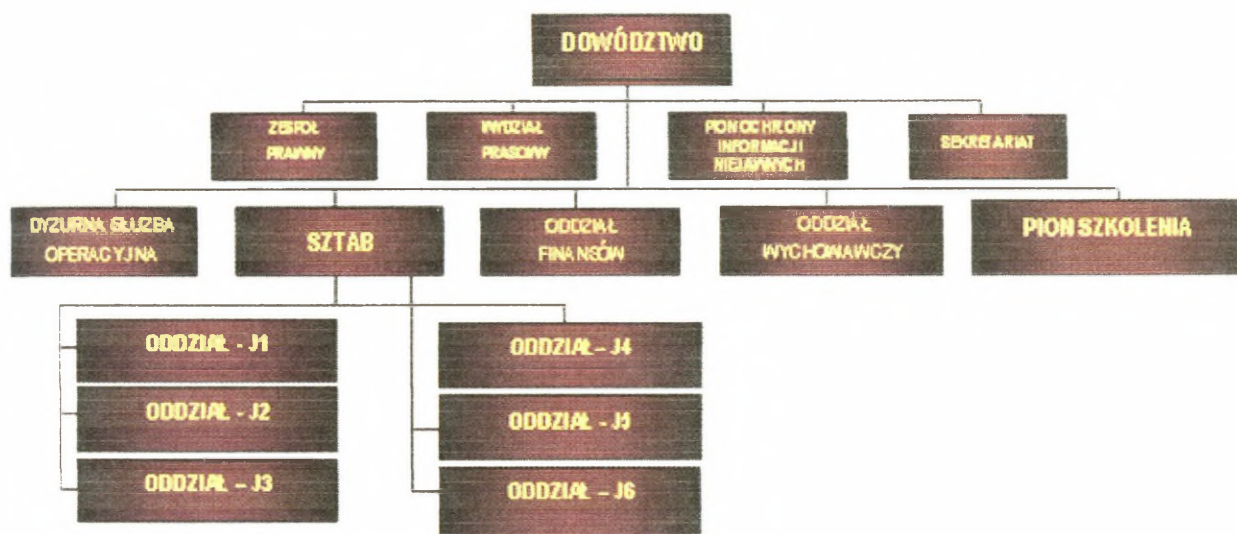 DOWÓDZTWO
ZESPÓŁ
PRAWNY
WYDZIAŁ
PRASOWY
PION OCHRONY
INFORMACJI
NIEJAWNYCH
SEKRETARIAT
DYŻURNA SŁUŻBA
OPERACYJNA
SZTAB
ODDZIAŁ
FINANSÓW
ODDZIAŁ
WYCHOWAWCZY
PION SZKOLENIA
ODDZIAŁ - J1
ODDZIAŁ - J2
ODDZIAŁ – J3
ODDZIAŁ – J4
ODDZIAŁ – J5
ODDZIAŁ – J6